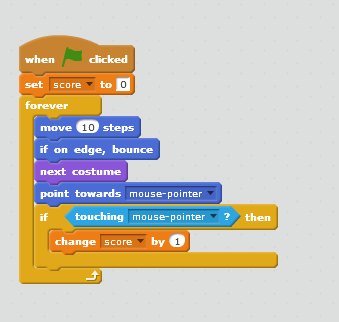 when clicked
set score to 0
forever
move 10 steps
if on edge, bounce
next costume
point towards mouse-pointer
if touching mouse-pointer ? then
change score by 1